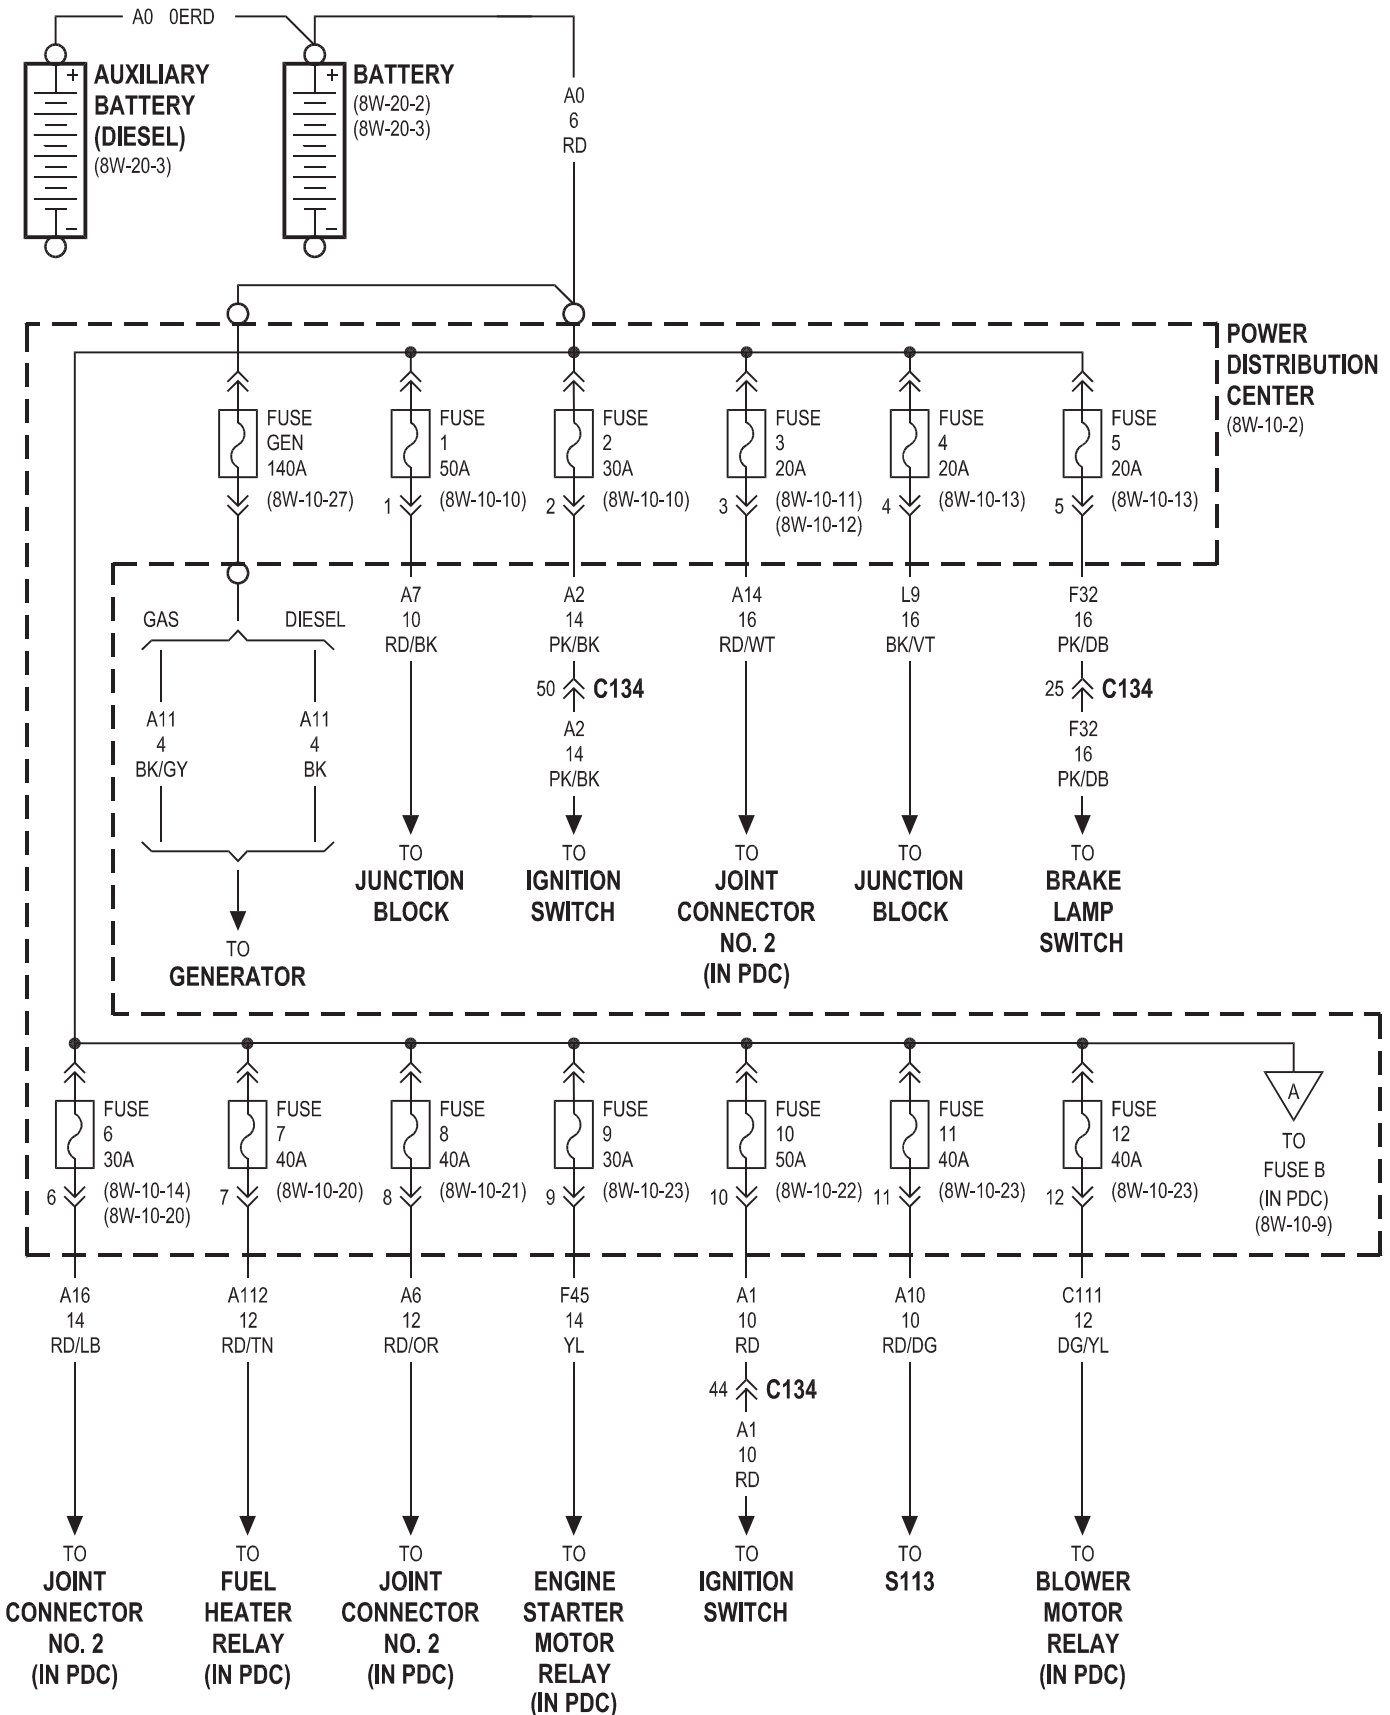 A0 0ERD
+ AUXILIARY
BATTERY
(DIESEL)
(8W-20-3)
−
+ BATTERY
(8W-20-2)
(8W-20-3)
−
A0
6
RD
POWER
DISTRIBUTION
CENTER
(8W-10-2)
FUSE
GEN
140A
(8W-10-27)
FUSE
1
50A
1 (8W-10-10)
FUSE
2
30A
2 (8W-10-10)
FUSE
3
20A
3 (8W-10-11)
(8W-10-12)
FUSE
4
20A
4 (8W-10-13)
FUSE
5
20A
5 (8W-10-13)
GAS DIESEL
A11
4
BK/GY
A11
4
BK
TO
GENERATOR
A7
10
RD/BK
TO
JUNCTION
BLOCK
A2
14
PK/BK
50 C134
A2
14
PK/BK
TO
IGNITION
SWITCH
A14
16
RD/WT
TO
JOINT
CONNECTOR
NO. 2
(IN PDC)
L9
16
BK/VT
TO
JUNCTION
BLOCK
F32
16
PK/DB
25 C134
F32
16
PK/DB
TO
BRAKE
LAMP
SWITCH
FUSE
6
30A
6 (8W-10-14)
(8W-10-20)
FUSE
7
40A
7 (8W-10-20)
FUSE
8
40A
8 (8W-10-21)
FUSE
9
30A
9 (8W-10-23)
FUSE
10
50A
10 (8W-10-22)
FUSE
11
40A
11 (8W-10-23)
FUSE
12
40A
12 (8W-10-23)
A
TO
FUSE B
(IN PDC)
(8W-10-9)
A16
14
RD/LB
TO
JOINT
CONNECTOR
NO. 2
(IN PDC)
A112
12
RD/TN
TO
FUEL
HEATER
RELAY
(IN PDC)
A6
12
RD/OR
TO
JOINT
CONNECTOR
NO. 2
(IN PDC)
F45
14
YL
TO
ENGINE
STARTER
MOTOR
RELAY
(IN PDC)
A1
10
RD
44 C134
A1
10
RD
TO
IGNITION
SWITCH
A10
10
RD/DG
TO
S113
C111
12
DG/YL
TO
BLOWER
MOTOR
RELAY
(IN PDC)